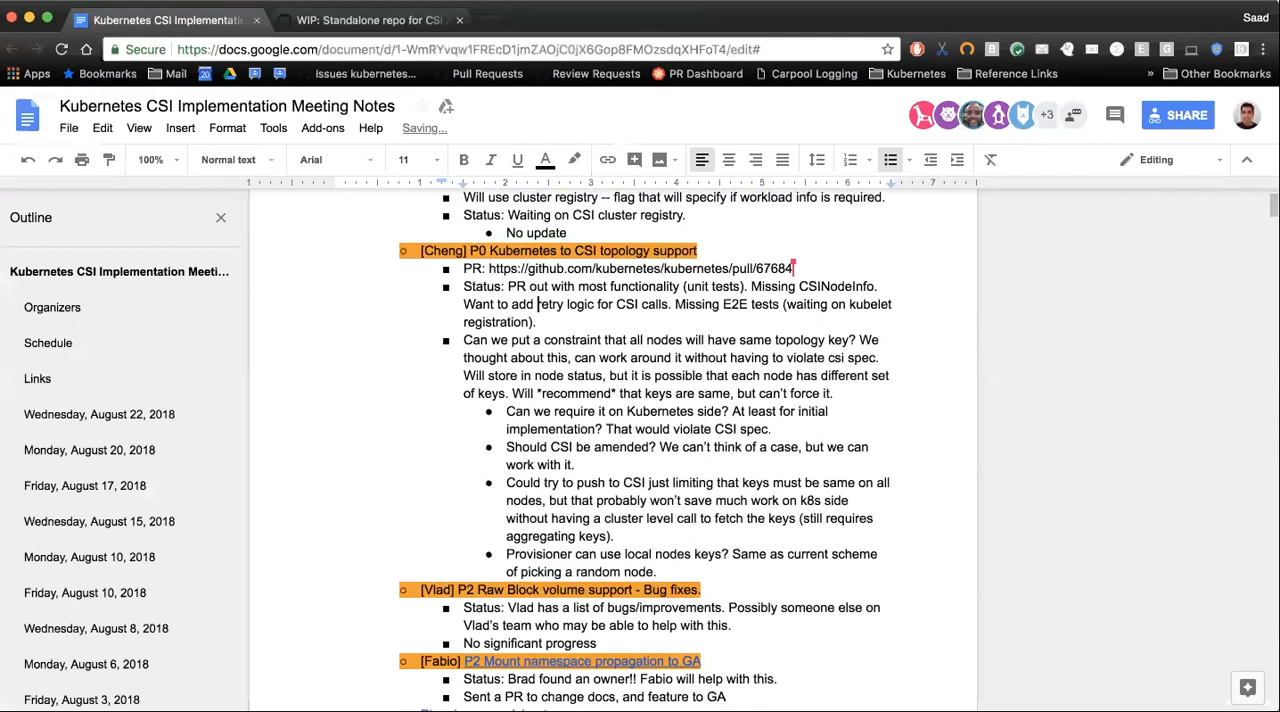 Kubernetes CSI Implementatio
WIP: Standalone repo for CSI
Saad
Secure
https://docs.google.com/document/d/1-WmRYvqw1FREcD1jmZAOjC0jX6Gop8FMOzsdqXHFoT4/edit#
Apps
Bookmarks
Mail
20
Issues kubernetes...
Pull Requests
Review Requests
PR Dashboard
Carpool Logging
Kubernetes
Reference Links
»
Other Bookmarks
Kubernetes CSI Implementation Meeting Notes
File Edit View Insert Format Tools Add-ons Help Saving...
+3
SHARE
100% Normal text Arial 11 B I U A Editing
1 1 2 3 4 5 6 7
Outline
Kubernetes CSI Implementation Meeti...
Organizers
Schedule
Links
Wednesday, August 22, 2018
Monday, August 20, 2018
Friday, August 17, 2018
Wednesday, August 15, 2018
Monday, August 10, 2018
Friday, August 10, 2018
Wednesday, August 8, 2018
Monday, August 6, 2018
Friday, August 3, 2018
Will use cluster registry -- flag that will specify if workload info is required.
Status: Waiting on CSI cluster registry.
No update
[Cheng] P0 Kubernetes to CSI topology support
PR: https://github.com/kubernetes/kubernetes/pull/67684
Status: PR out with most functionality (unit tests). Missing CSINodeInfo.
Want to add retry logic for CSI calls. Missing E2E tests (waiting on kubelet
registration).
Can we put a constraint that all nodes will have same topology key? We
thought about this, can work around it without having to violate csi spec.
Will store in node status, but it is possible that each node has different set
of keys. Will *recommend* that keys are same, but can't force it.
Can we require it on Kubernetes side? At least for initial
implementation? That would violate CSI spec.
Should CSI be amended? We can't think of a case, but we can
work with it.
Could try to push to CSI just limiting that keys must be same on all
nodes, but that probably won't save much work on k8s side
without having a cluster level call to fetch the keys (still requires
aggregating keys).
Provisioner can use local nodes keys? Same as current scheme
of picking a random node.
[Vlad] P2 Raw Block volume support - Bug fixes.
Status: Vlad has a list of bugs/improvements. Possibly someone else on
Vlad's team who may be able to help with this.
No significant progress
[Fabio] P2 Mount namespace propagation to GA
Status: Brad found an owner!! Fabio will help with this.
Sent a PR to change docs, and feature to GA